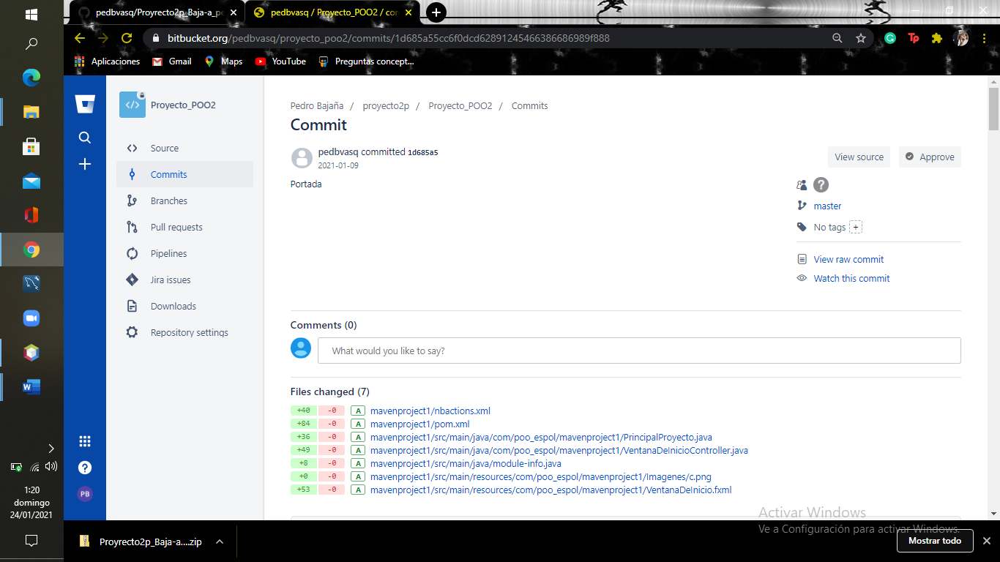 pedbvasq/Proyrecto2p_Baja-a_pe
pedbvasq / Proyecto_POO2 / com
bitbucket.org/pedbvasq/proyecto_poo2/commits/1d685a55cc6f0dcd62891245466386686989f888
Aplicaciones
Gmail
Maps
YouTube
Preguntas concept...
Proyecto_POO2
Source
Commits
Branches
Pull requests
Pipelines
Jira issues
Downloads
Repository settings
PB
Pedro Bajaña / proyecto2p / Proyecto_POO2 / Commits
Commit
pedbvasq committed 1d685a5
2021-01-09
View source
Approve
Portada
master
No tags +
View raw commit
Watch this commit
Comments (0)
What would you like to say?
Files changed (7)
+40 -0 A mavenproject1/nbactions.xml
+84 -0 A mavenproject1/pom.xml
+36 -0 A mavenproject1/src/main/java/com/poo_espol/mavenproject1/PrincipalProyecto.java
+49 -0 A mavenproject1/src/main/java/com/poo_espol/mavenproject1/VentanaDeInicioController.java
+8 -0 A mavenproject1/src/main/java/module-info.java
+0 -0 A mavenproject1/src/main/resources/com/poo_espol/mavenproject1/Imagenes/c.png
+53 -0 A mavenproject1/src/main/resources/com/poo_espol/mavenproject1/VentanaDeInicio.fxml
Activar Windows
Ve a Configuración para activar Windows.
1:20
domingo
24/01/2021
Proyrecto2p_Baja-a....zip
Mostrar todo